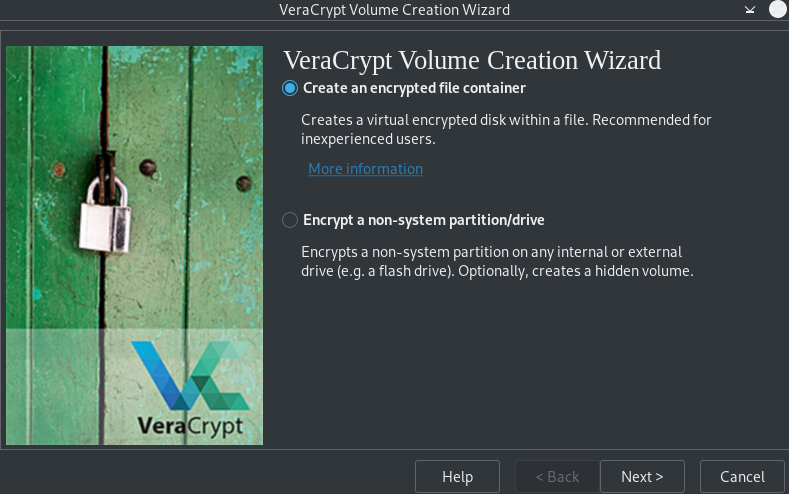 VeraCrypt Volume Creation Wizard
VeraCrypt Volume Creation Wizard
Create an encrypted file container
Creates a virtual encrypted disk within a file. Recommended for
inexperienced users.
More information
Encrypt a non-system partition/drive
Encrypts a non-system partition on any internal or external
drive (e.g. a flash drive). Optionally, creates a hidden volume.
VeraCrypt
Help
< Back
Next >
Cancel